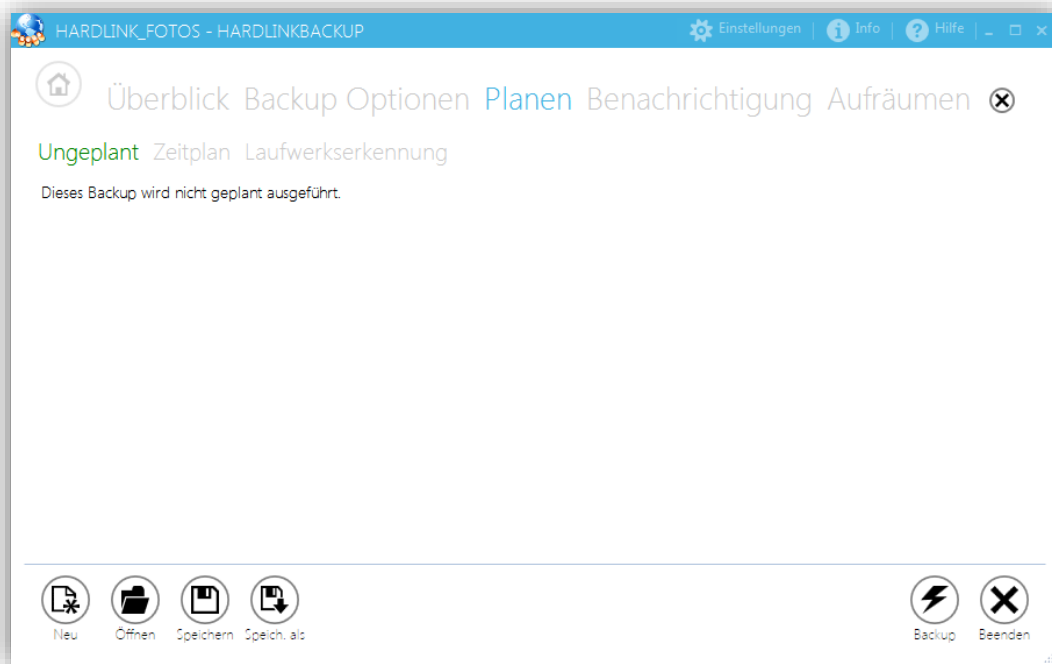 HARDLINK_FOTOS - HARDLINKBACKUP Einstellungen | Info | Hilfe
Überblick Backup Optionen Planen Benachrichtigung Aufräumen
Ungeplant Zeitplan Laufwerkserkennung
Dieses Backup wird nicht geplant ausgeführt.
Neu Öffnen Speichern Speich. als Backup Beenden